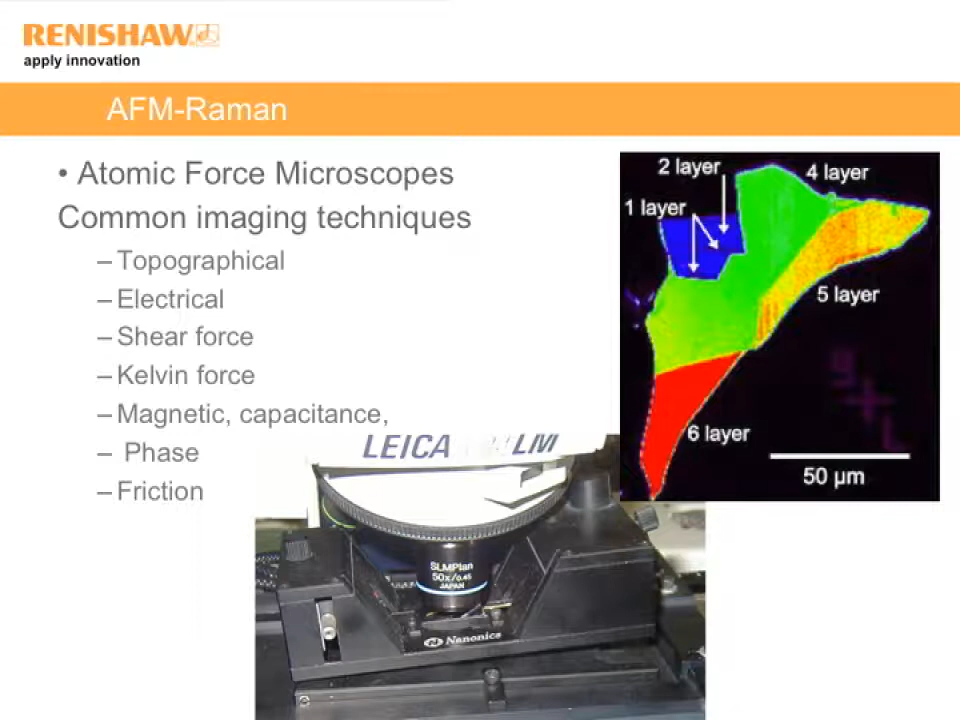 RENISHAW
apply innovation
AFM-Raman
• Atomic Force Microscopes
Common imaging techniques
– Topographical
– Electrical
– Shear force
– Kelvin force
– Magnetic, capacitance,
– Phase
– Friction
2 layer
4 layer
1 layer
5 layer
6 layer
50 µm
LEICA LM
SLMPlan
50x/0.45
JAPAN
Nanonics